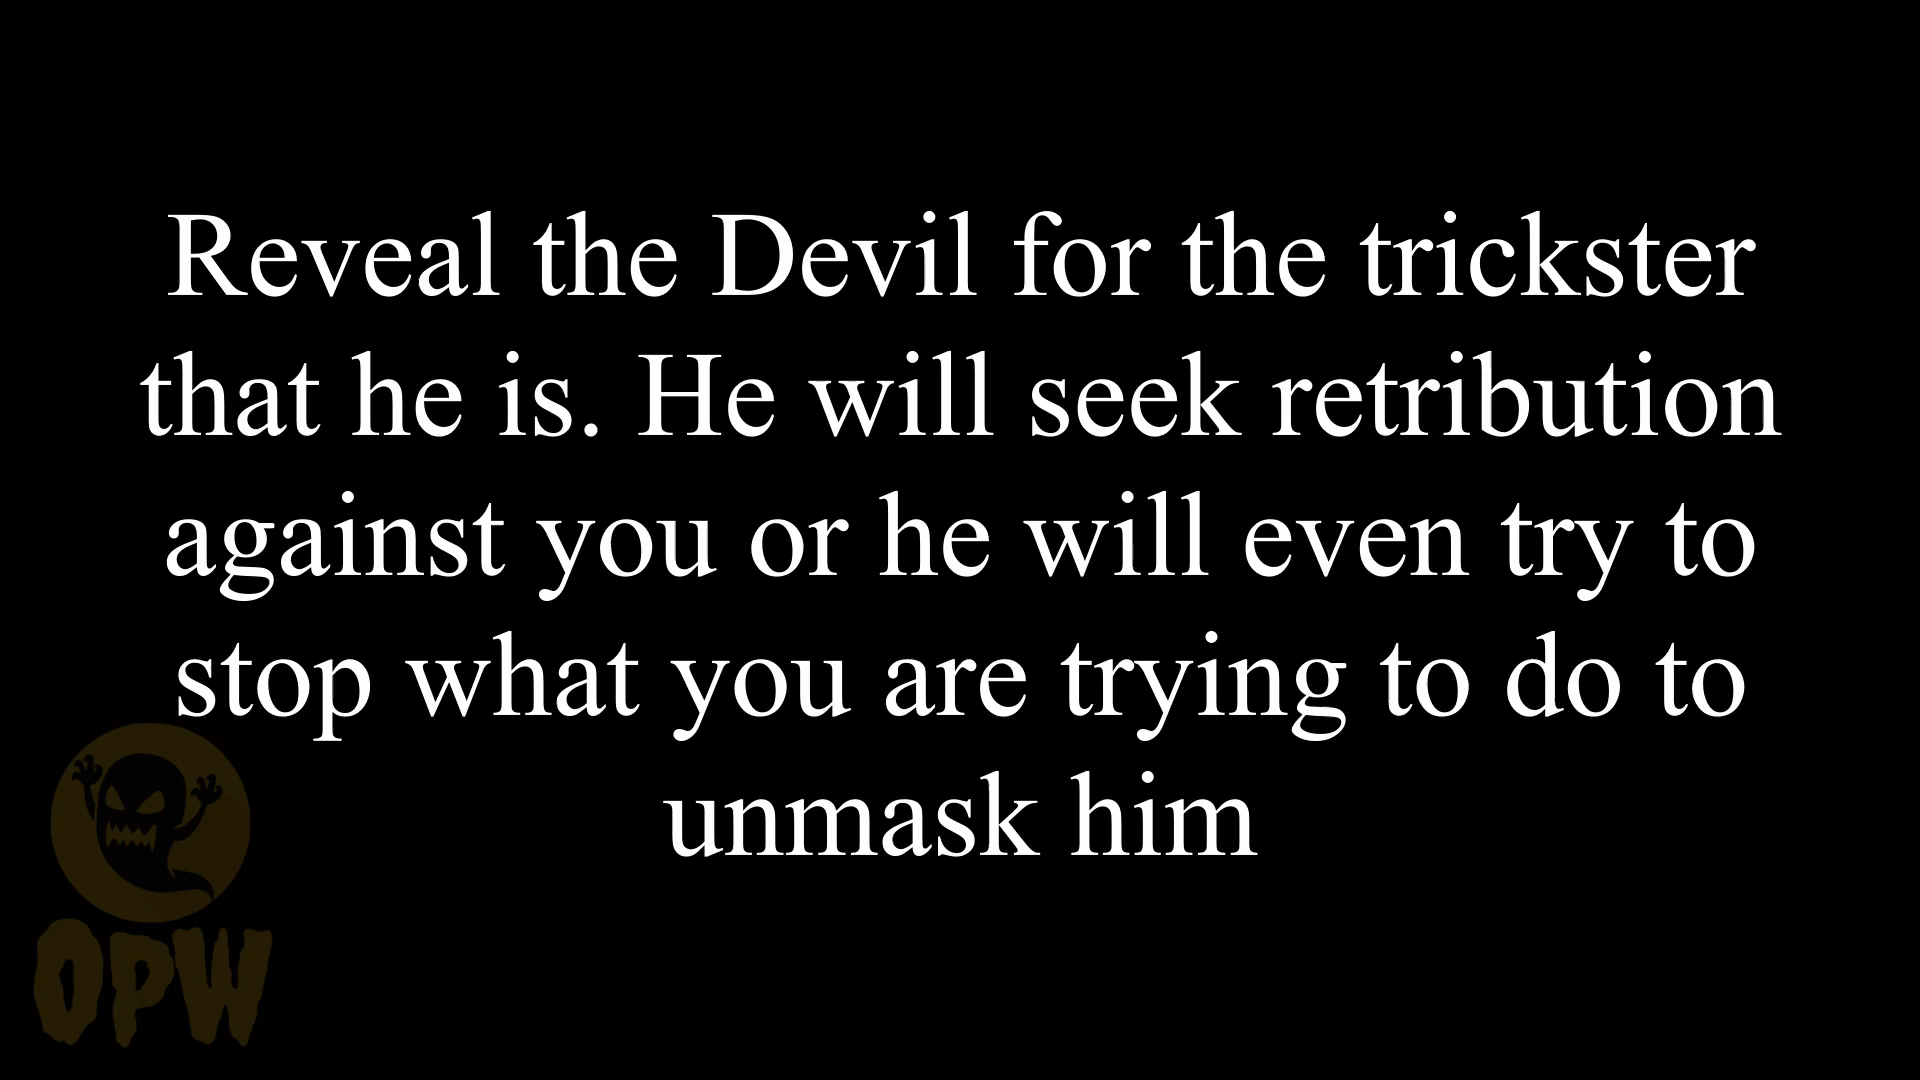 Reveal the Devil for the trickster
that he is. He will seek retribution
against you or he will even try to
stop what you are trying to do to
unmask him
OPW